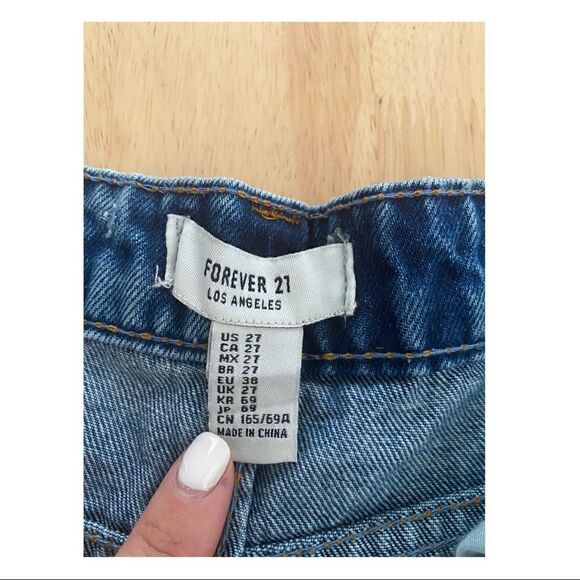 FOREVER 21
LOS ANGELES
US 27
CA 27
MX 27
BR 27
EU 38
UK 27
KR 69
JP 69
CN 165/69A
MADE IN CHINA